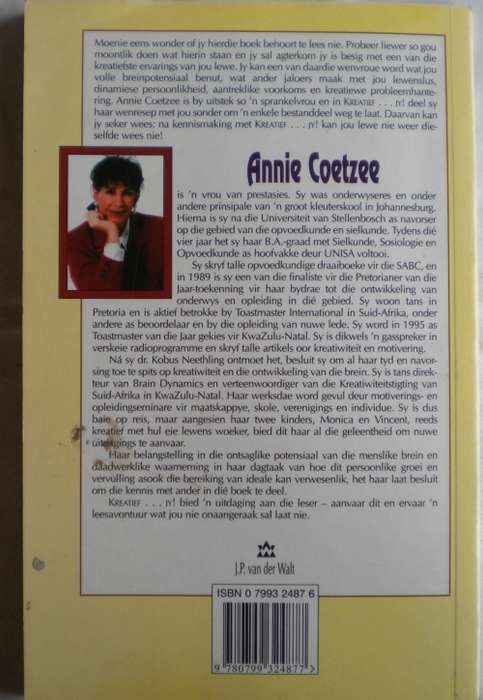 Moenie eens wonder of jy hierdie boek behoort te lees nie. Probeer liewer so gou
moontlik doen wat hierin staan en jy sal agterkom jy is besig met een van die
kreatiefste ervarings van jou lewe. Jy kan een van daardie wenvroue word wat jou
volle breinpotensiaal benut, wat ander jaloers maak met jou lewenslus,
dinamiese persoonlikheid, aantreklike voorkoms en kreatiewe probleemhante-
ring. Annie Coetzee is by uitstek so 'n sprankelvrou en in KREATIEF . . . JY! deel sy
haar wenresep met jou sonder om 'n enkele bestanddeel weg te laat. Daarvan kan
jy seker wees: na kennismaking met KREATIEF . . . JY! kan jou lewe nie weer die-
selfde wees nie!
Annie Coetzee
is 'n vrou van prestasies. Sy was onderwyseres en onder
andere prinsipale van 'n groot kleuterskool in Johannesburg.
Hierna is sy na die Universiteit van Stellenbosch as navorser
op die gebied van die opvoedkunde en sielkunde. Tydens dié
vier jaar het sy haar B.A.-graad met Sielkunde, Sosiologie en
Opvoedkunde as hoofvakke deur UNISA voltooi.
Sy skryf talle opvoedkundige draaiboeke vir die SABC, en
in 1989 is sy een van die finaliste vir die Pretorianer van die
Jaar-toekenning vir haar bydrae tot die ontwikkeling van
onderwys en opleiding in dié gebied. Sy woon tans in
Pretoria en is aktief betrokke by Toastmaster International in Suid-Afrika, onder
andere as beoordelaar en by die opleiding van nuwe lede. Sy word in 1995 as
Toastmaster van die Jaar gekies vir KwaZulu-Natal. Sy is dikwels 'n gasspreker in
verskeie radioprogramme en skryf talle artikels oor kreatiwiteit en motivering.
Ná sy dr. Kobus Neethling ontmoet het, besluit sy om al haar tyd en navor-
sing toe te spits op kreatiwiteit en die ontwikkeling van die brein. Sy is tans direk-
teur van Brain Dynamics en verteenwoordiger van die Kreatiwiteitstigting van
Suid-Afrika in KwaZulu-Natal. Haar werksdae word gevul deur motiverings- en
opleidingseminare vir maatskappye, skole, verenigings en individue. Sy is dus
baie op reis, maar aangesien haar twee kinders, Monica en Vincent, reeds
kreatief met hul eie lewens woeker, bied dit haar al die geleentheid om nuwe
uitdagings te aanvaar.
Haar belangstelling in die ontsaglike potensiaal van die menslike brein en
daadwerklike waarneming in haar dagtaak van hoe dit persoonlike groei en
vervulling asook die bereiking van ideale kan verwesenlik, het haar laat besluit
om die kennis met ander in dié boek te deel.
KREATIEF . . . JY! bied 'n uitdaging aan die leser – aanvaar dit en ervaar 'n
leesavontuur wat jou nie onaangeraak sal laat nie.
J.P. van der Walt
ISBN 0 7993 2487 6
9 780799 324877 >